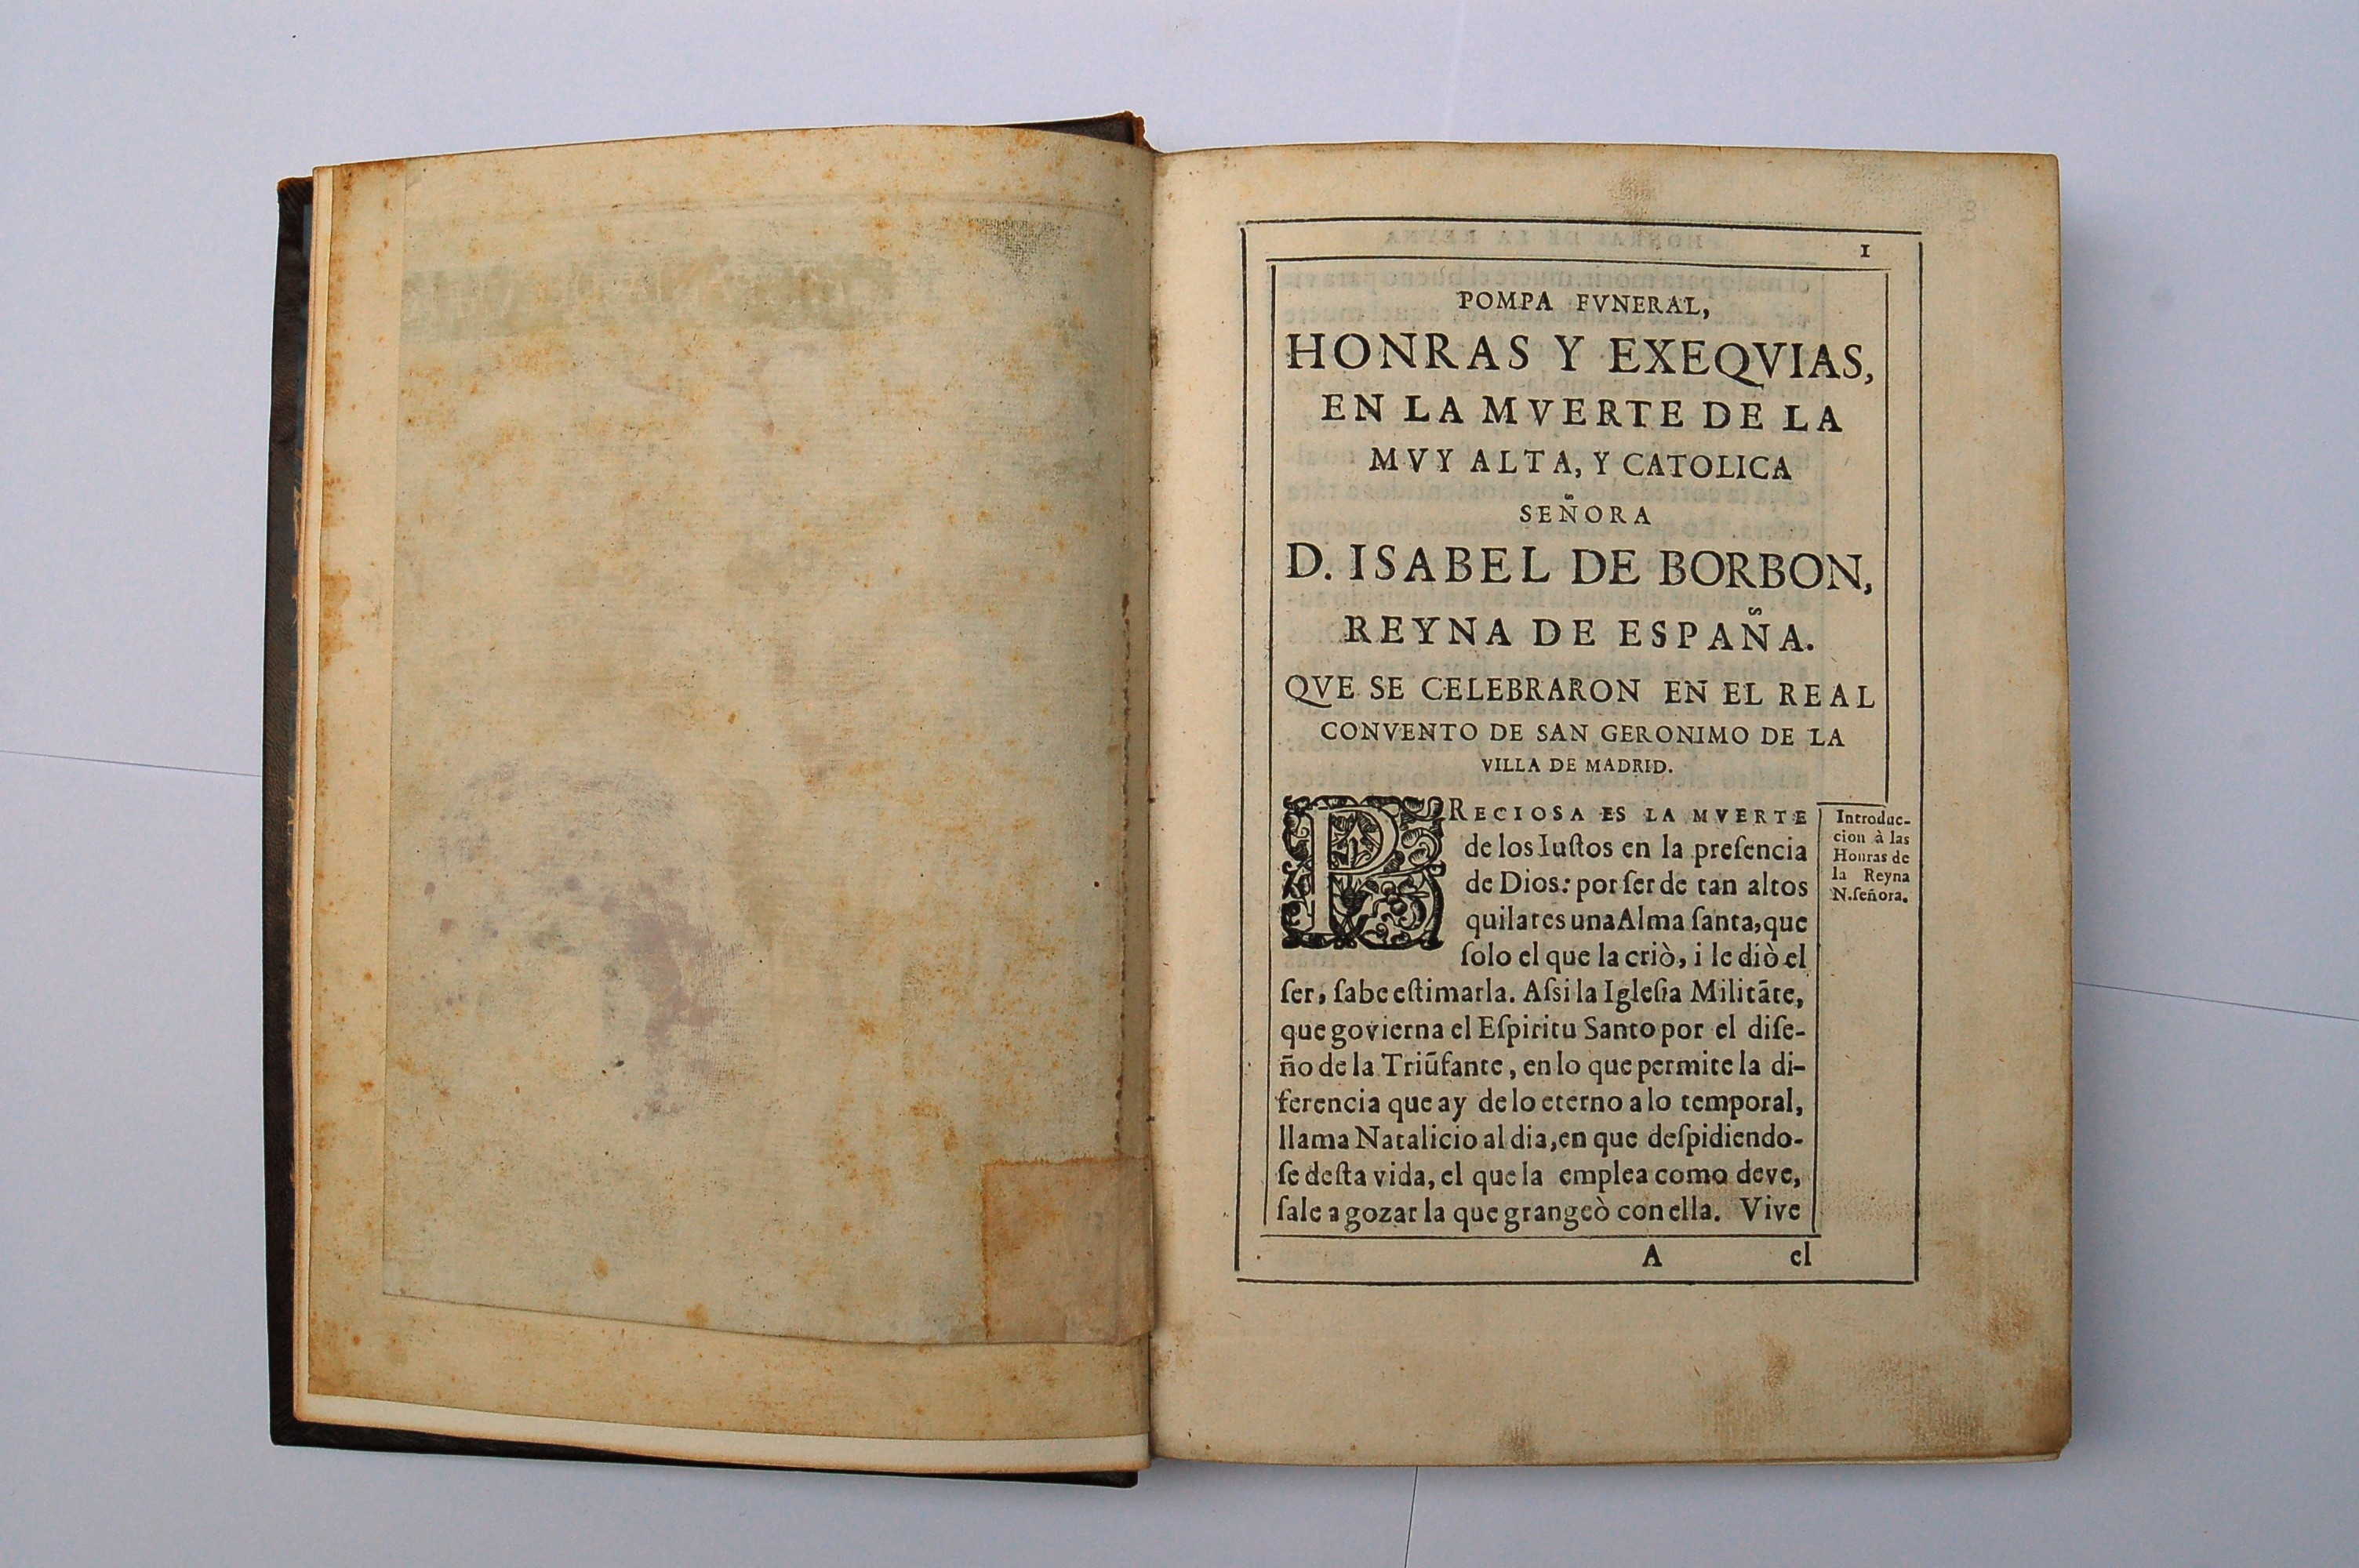 1
POMPA FVNERAL,
HONRAS Y EXEQVIAS,
EN LA MVERTE DE LA
MVY ALTA, Y CATOLICA
SEÑORA
D. ISABEL DE BORBON,
REYNA DE ESPAÑA.
QVE SE CELEBRARON EN EL REAL
CONVENTO DE SAN GERONIMO DE LA
VILLA DE MADRID.
PRECIOSA ES LA MVERTE
de los Iuſtos en la preſencia
de Dios: por ſer de tan altos
quilates una Alma ſanta, que
ſolo el que la criò, i le diò el
ſer, ſabe eſtimarla. Aſsi la Igleſia Militãte,
que govierna el Eſpiritu Santo por el diſe-
ño de la Triũfante, en lo que permite la di-
ferencia que ay de lo eterno a lo temporal,
llama Natalicio al dia, en que deſpidiendo-
ſe deſta vida, el que la emplea como deve,
ſale a gozar la que grangeò con ella. Vive
Introduc-
cion à las
Honras de
la Reyna
N. ſeñora.
A el